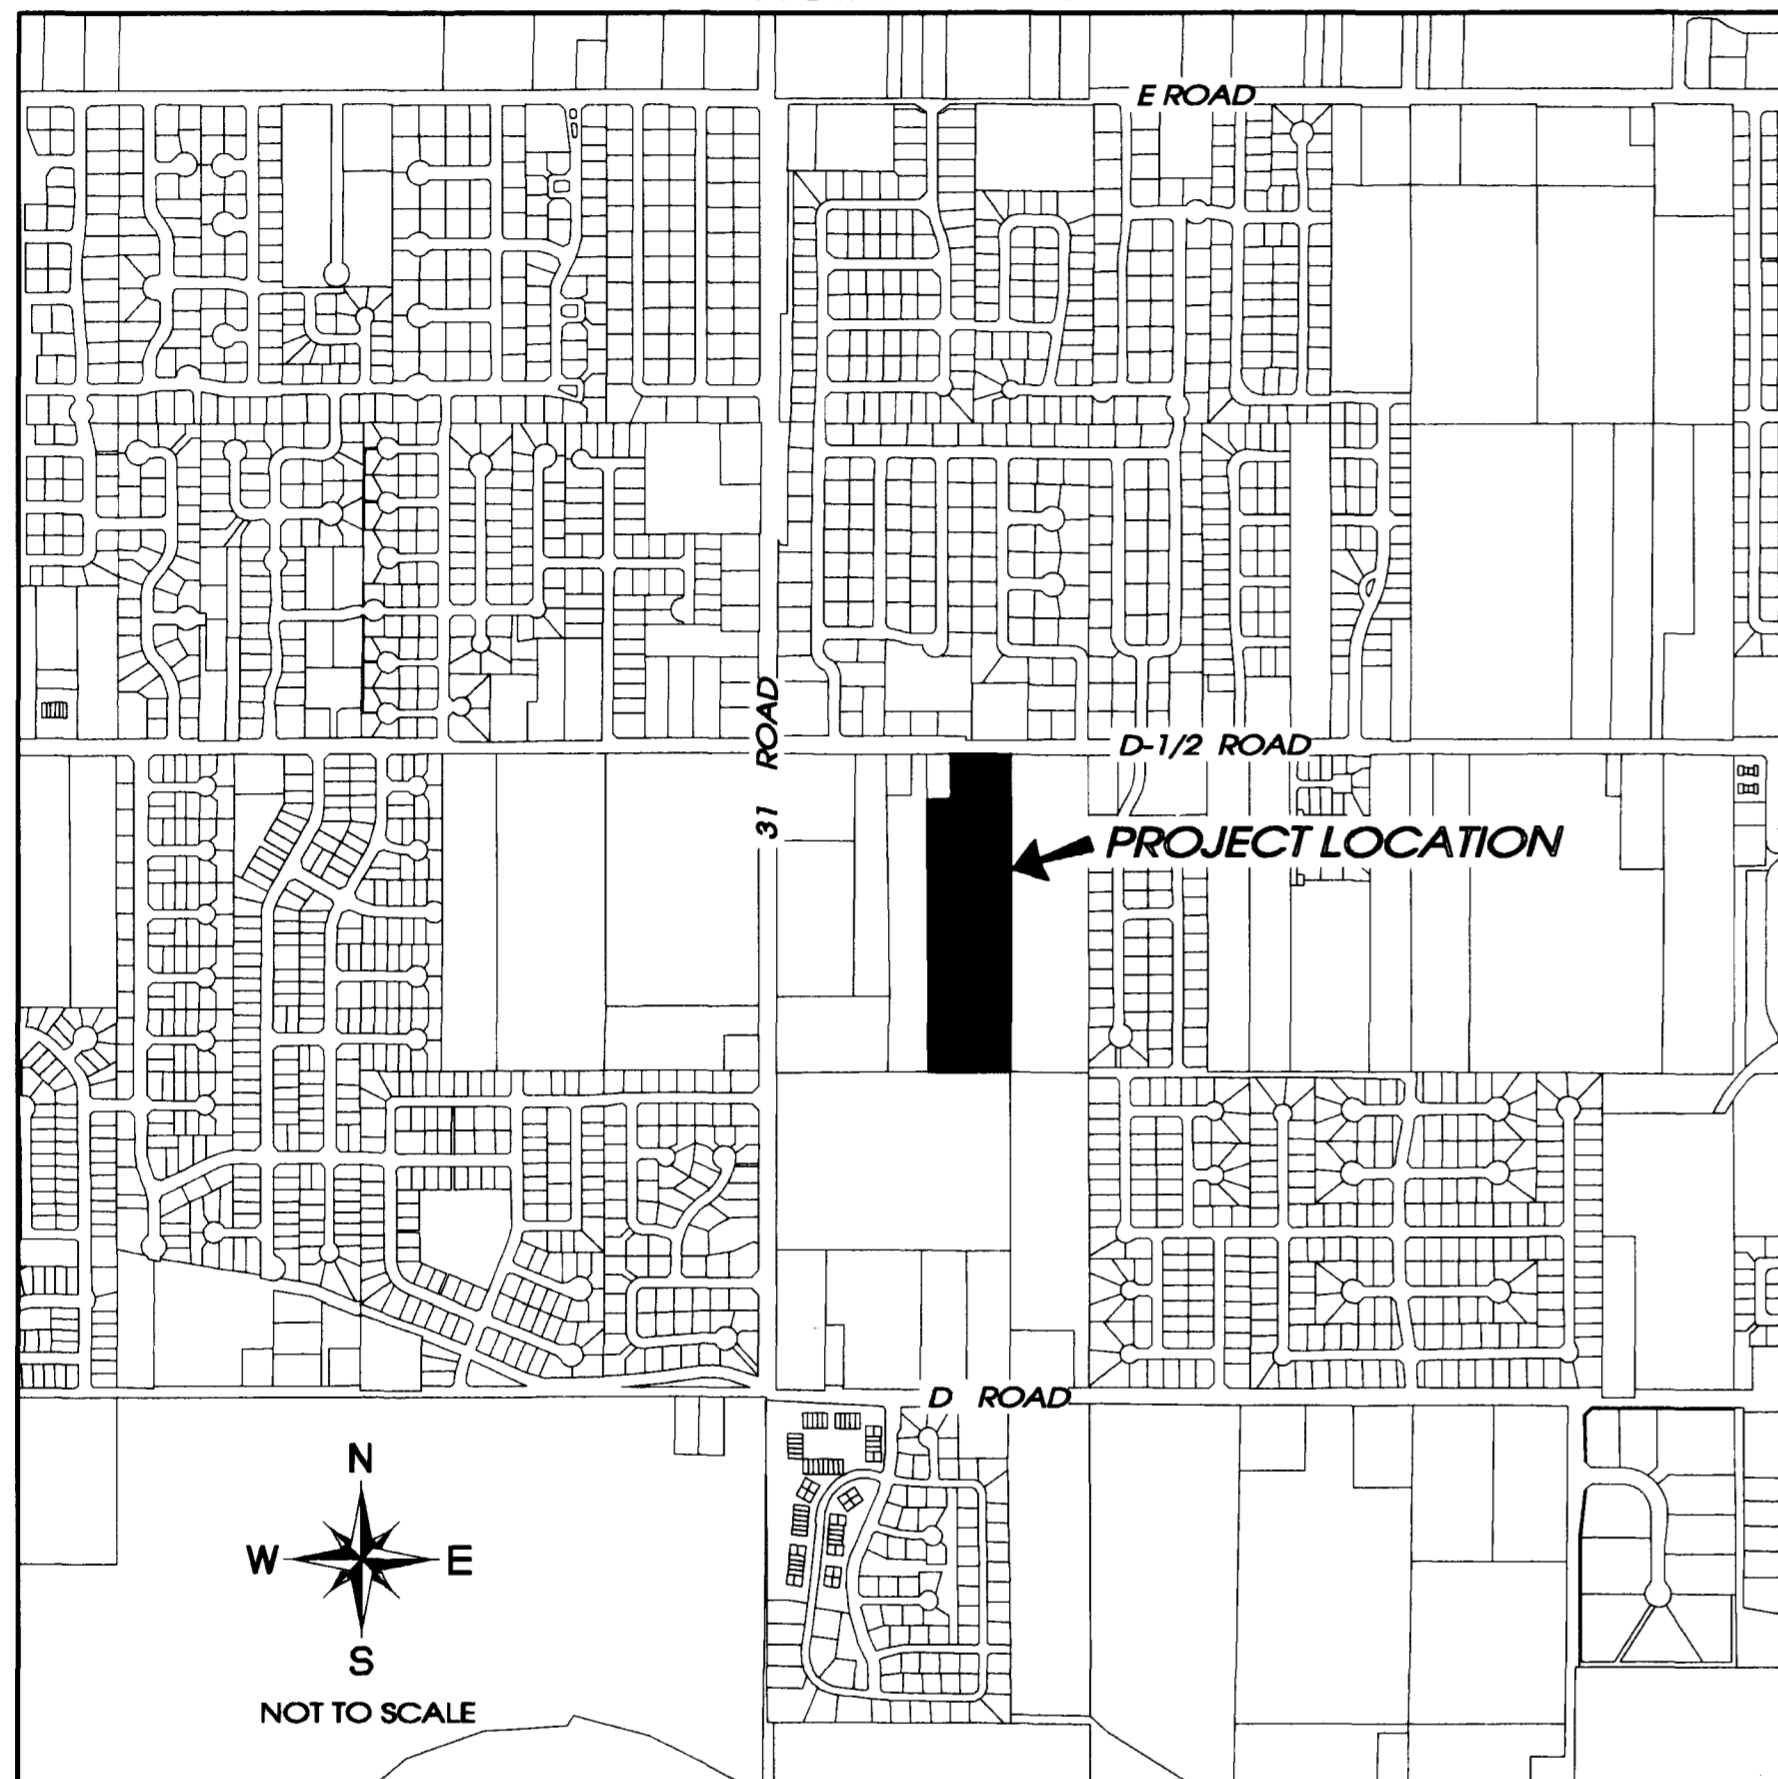 E ROAD
31 ROAD
D-1/2 ROAD
PROJECT LOCATION
D ROAD
N
W E
S
NOT TO SCALE